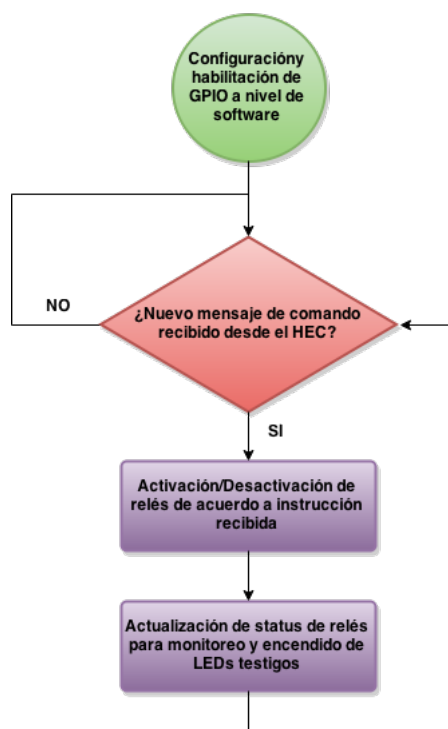 Configuracióny
habilitación de
GPIO a nivel de
software
¿Nuevo mensaje de comando
recibido desde el HEC?
NO
SI
Activación/Desactivación de
relés de acuerdo a instrucción
recibida
Actualización de status de relés
para monitoreo y encendido de
LEDs testigos